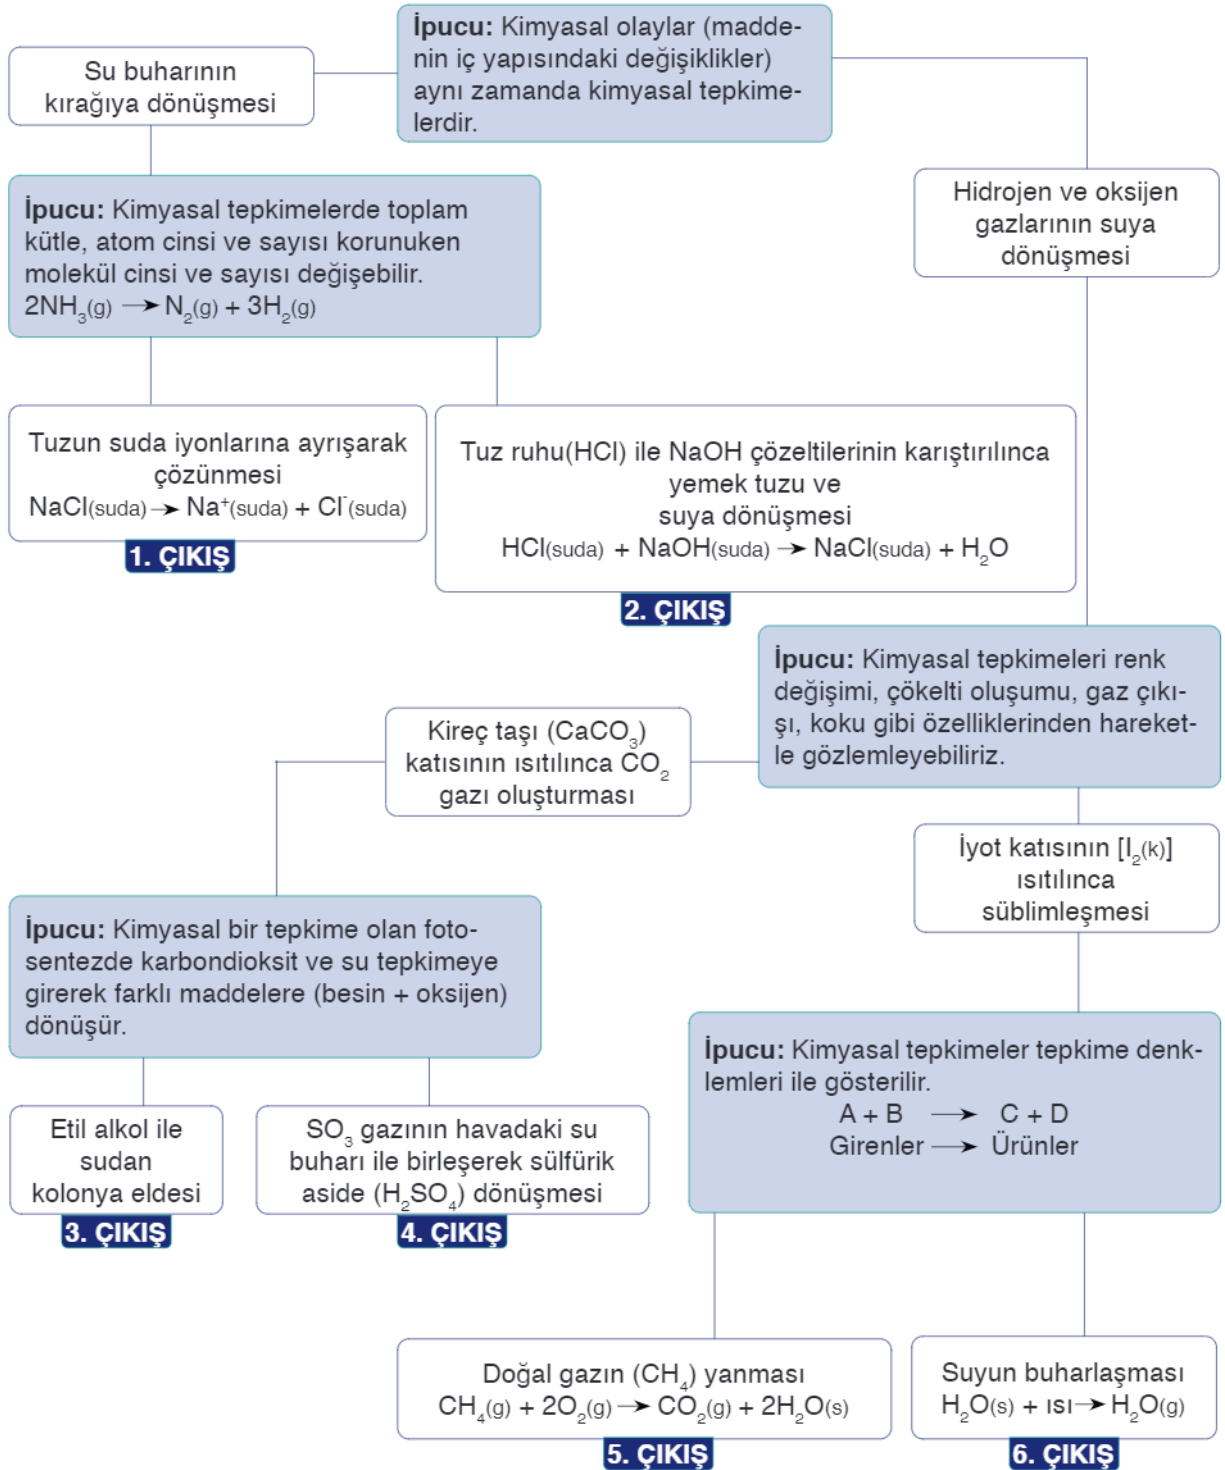 İpucu: Kimyasal olaylar (madde-
nin iç yapısındaki değişiklikler)
aynı zamanda kimyasal tepkime-
lerdir.
Su buharının
kırağıya dönüşmesi
Hidrojen ve oksijen
gazlarının suya
dönüşmesi
İpucu: Kimyasal tepkimelerde toplam
kütle, atom cinsi ve sayısı korunuken
molekül cinsi ve sayısı değişebilir.
2NH₃(g) → N₂(g) + 3H₂(g)
Tuzun suda iyonlarına ayrışarak
çözünmesi
NaCl(suda) → Na⁺(suda) + Cl⁻(suda)
1. ÇIKIŞ
Tuz ruhu(HCl) ile NaOH çözeltilerinin karıştırılınca
yemek tuzu ve
suya dönüşmesi
HCl(suda) + NaOH(suda) → NaCl(suda) + H₂O
2. ÇIKIŞ
İpucu: Kimyasal tepkimeleri renk
değişimi, çökelti oluşumu, gaz çıkı-
şı, koku gibi özelliklerinden hareket-
le gözlemleyebiliriz.
Kireç taşı (CaCO₃)
katısının ısıtılınca CO₂
gazı oluşturması
İyot katısının [I₂(k)]
ısıtılınca
süblimleşmesi
İpucu: Kimyasal bir tepkime olan foto-
sentezde karbondioksit ve su tepkimeye
girerek farklı maddelere (besin + oksijen)
dönüşür.
İpucu: Kimyasal tepkimeler tepkime denk-
lemleri ile gösterilir.
A + B → C + D
Girenler → Ürünler
Etil alkol ile
sudan
kolonya eldesi
3. ÇIKIŞ
SO₃ gazının havadaki su
buharı ile birleşerek sülfürik
aside (H₂SO₄) dönüşmesi
4. ÇIKIŞ
Doğal gazın (CH₄) yanması
CH₄(g) + 2O₂(g) → CO₂(g) + 2H₂O(s)
5. ÇIKIŞ
Suyun buharlaşması
H₂O(s) + ısı → H₂O(g)
6. ÇIKIŞ